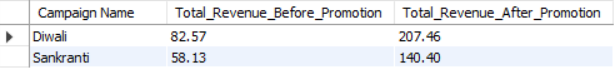 Campaign Name Total_Revenue_Before_Promotion Total_Revenue_After_Promotion
Diwali 82.57 207.46
Sankranti 58.13 140.40